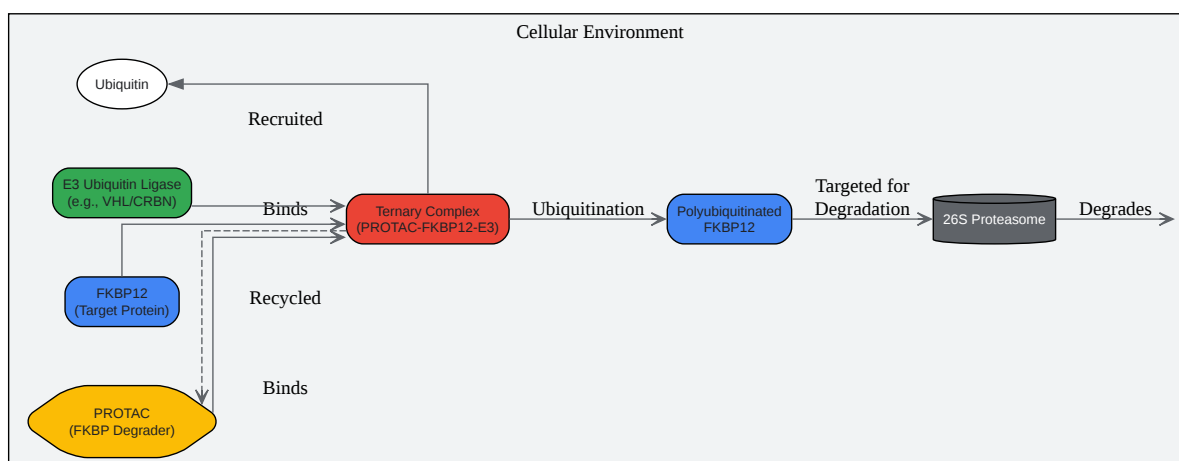 Cellular Environment
Ubiquitin
Recruited
E3 Ubiquitin Ligase
(e.g., VHL/CRBN)
Binds
Ternary Complex
(PROTAC-FKBP12-E3)
Ubiquitination
Polyubiquitinated
FKBP12
Targeted for
Degradation
26S Proteasome
Degrades
FKBP12
(Target Protein)
Recycled
Binds
PROTAC
(FKBP Degrader)